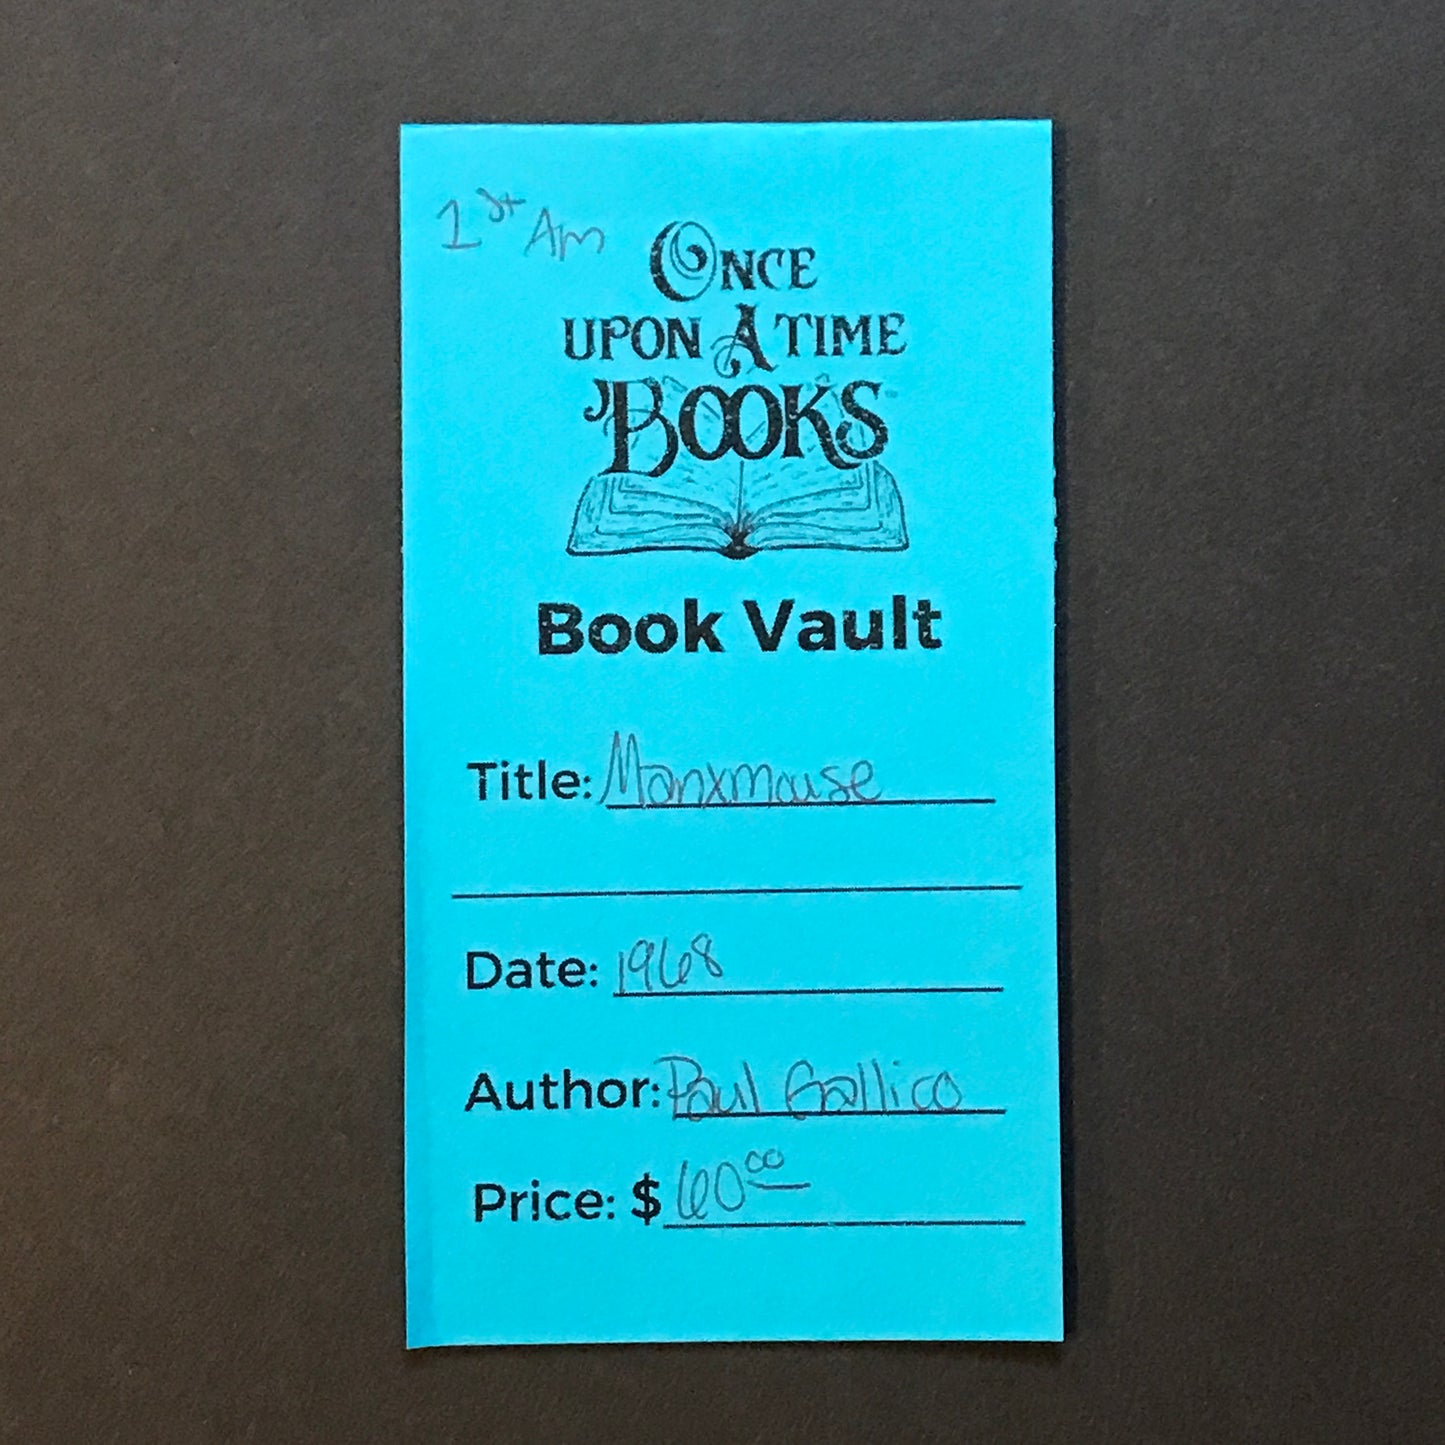 1st Am
Once
upon A time
Books
Book Vault
Title: Manxmouse
Date: 1968
Author: Paul Gallico
Price: $ 60 00